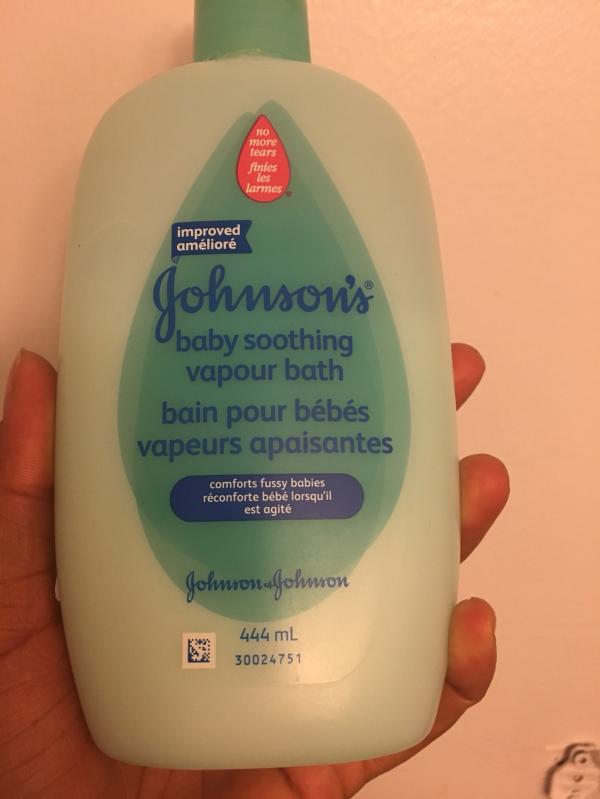 no
more
tears
finies
les
larmes
improved
amélioré
Johnson's®
baby soothing
vapour bath
bain pour bébés
vapeurs apaisantes
comforts fussy babies
réconforte bébé lorsqu'il
est agité
Johnson & Johnson
444 mL
30024751